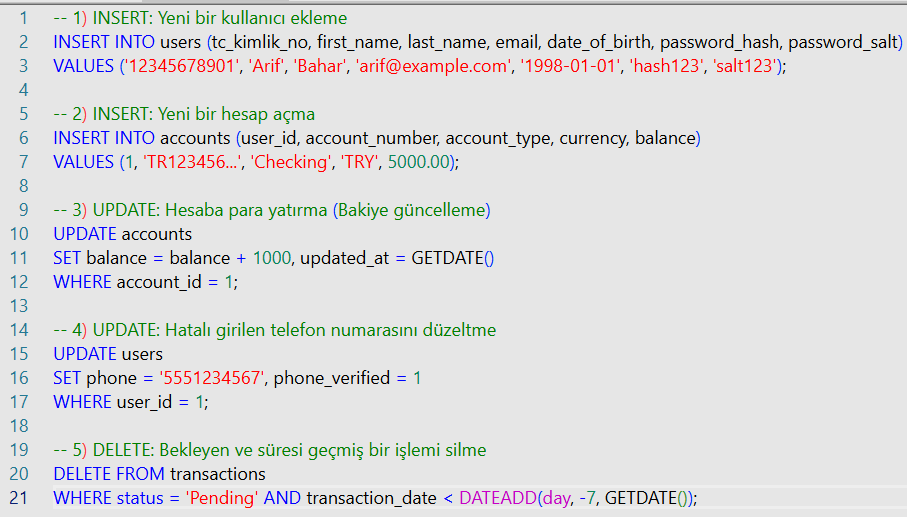 1 -- 1) INSERT: Yeni bir kullanıcı ekleme
2 INSERT INTO users (tc_kimlik_no, first_name, last_name, email, date_of_birth, password_hash, password_salt)
3 VALUES ('12345678901', 'Arif', 'Bahar', 'arif@example.com', '1998-01-01', 'hash123', 'salt123');
4
5 -- 2) INSERT: Yeni bir hesap açma
6 INSERT INTO accounts (user_id, account_number, account_type, currency, balance)
7 VALUES (1, 'TR123456...', 'Checking', 'TRY', 5000.00);
8
9 -- 3) UPDATE: Hesaba para yatırma (Bakiye güncelleme)
10 UPDATE accounts
11 SET balance = balance + 1000, updated_at = GETDATE()
12 WHERE account_id = 1;
13
14 -- 4) UPDATE: Hatalı girilen telefon numarasını düzeltme
15 UPDATE users
16 SET phone = '5551234567', phone_verified = 1
17 WHERE user_id = 1;
18
19 -- 5) DELETE: Bekleyen ve süresi geçmiş bir işlemi silme
20 DELETE FROM transactions
21 WHERE status = 'Pending' AND transaction_date < DATEADD(day, -7, GETDATE());